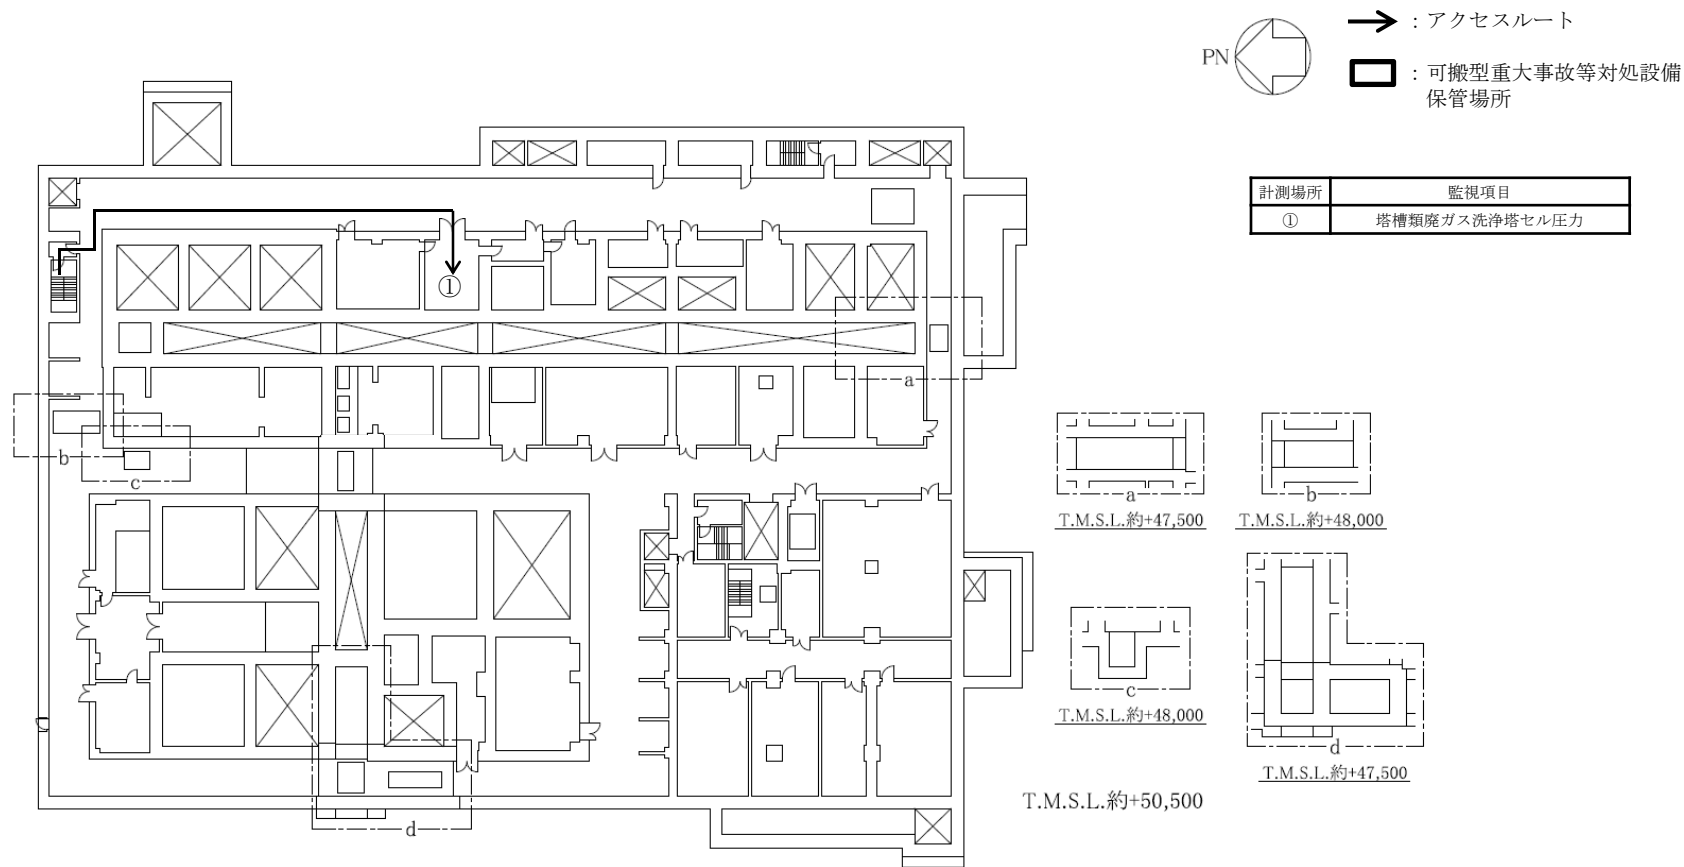 PN
：アクセスルート
：可搬型重大事故等対処設備
保管場所
計測場所 監視項目
① 塔槽類廃ガス洗浄塔セル圧力
①
a
b
c
d
a
T.M.S.L.約+47,500
b
T.M.S.L.約+48,000
c
T.M.S.L.約+48,000
d
T.M.S.L.約+47,500
T.M.S.L.約+50,500